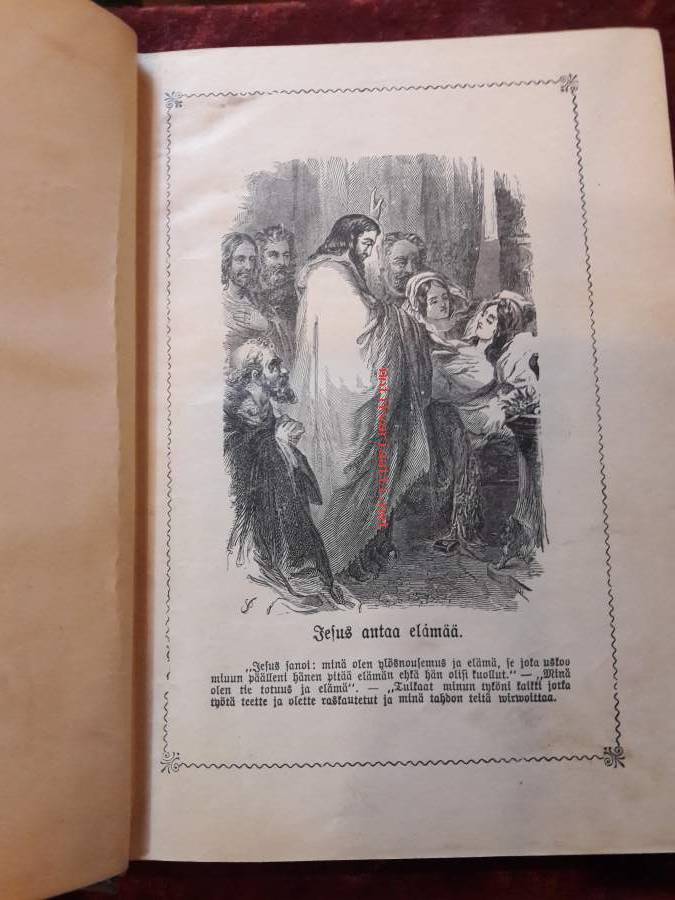 Jesus antaa elämää.
„Jesus sanoi: minä olen ylösnousemus ja elämä, se joka uskoo
minun päälleni hänen pitää elämän ehkä hän olisi kuollut.“ — „Minä
olen tie totuus ja elämä“. — „Tulkaat minun tyköni kaikki jotka
työtä teette ja olette raskautetut ja minä tahdon teitä wirwoittaa.